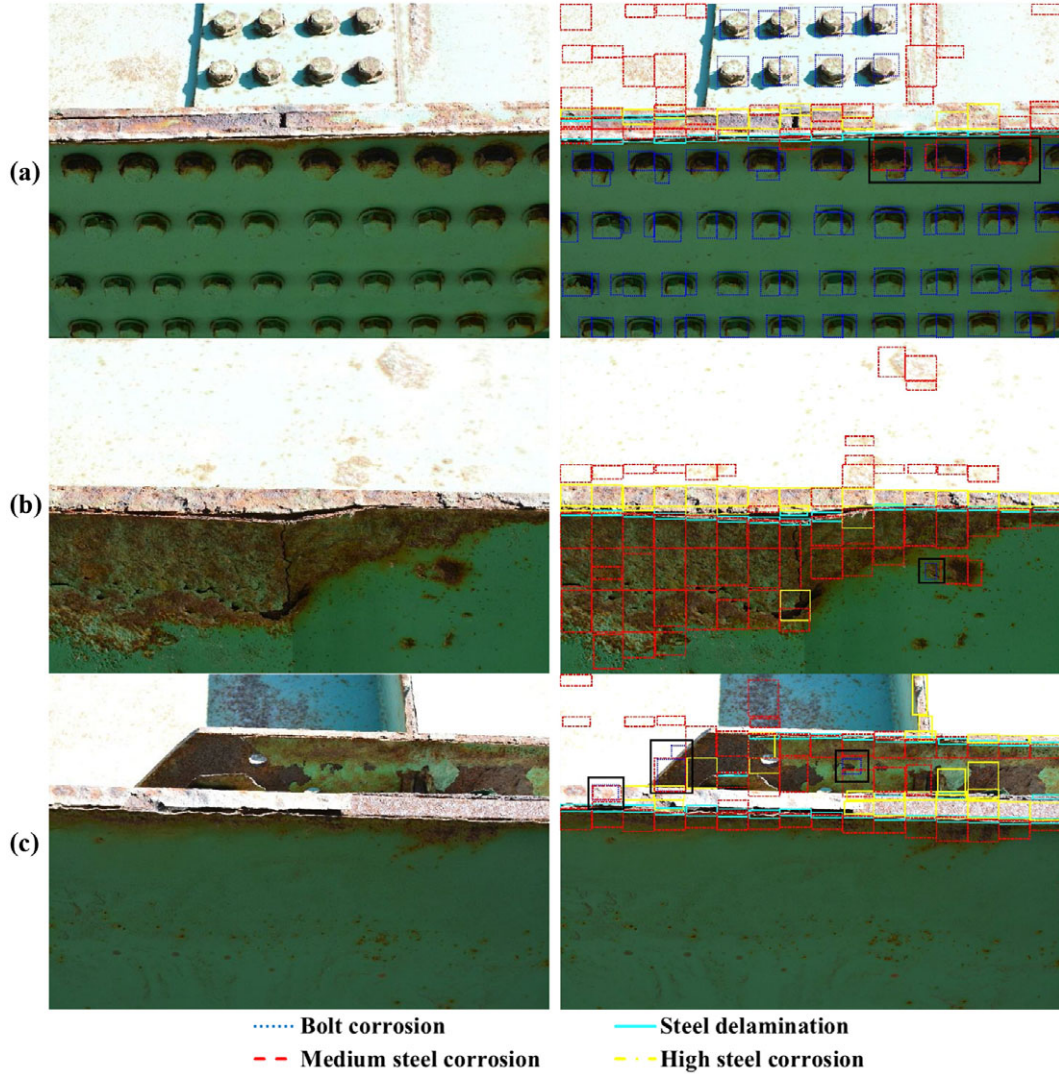 (a)
(b)
(c)
Bolt corrosion
Steel delamination
Medium steel corrosion
High steel corrosion